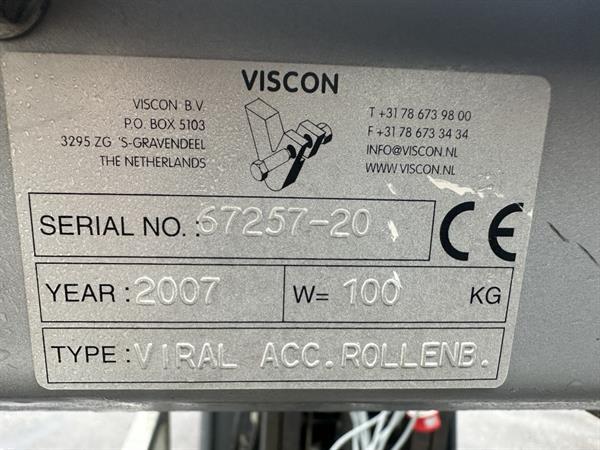 VISCON
VISCON B.V.
P.O. BOX 5103
3295 ZG 'S-GRAVENDEEL
THE NETHERLANDS
T +31 78 673 98 00
F +31 78 673 34 34
INFO@VISCON.NL
WWW.VISCON.NL
SERIAL NO. : 67257-20
CE
YEAR : 2007 W= 100 KG
TYPE : VIRAL ACC.ROLLENB.